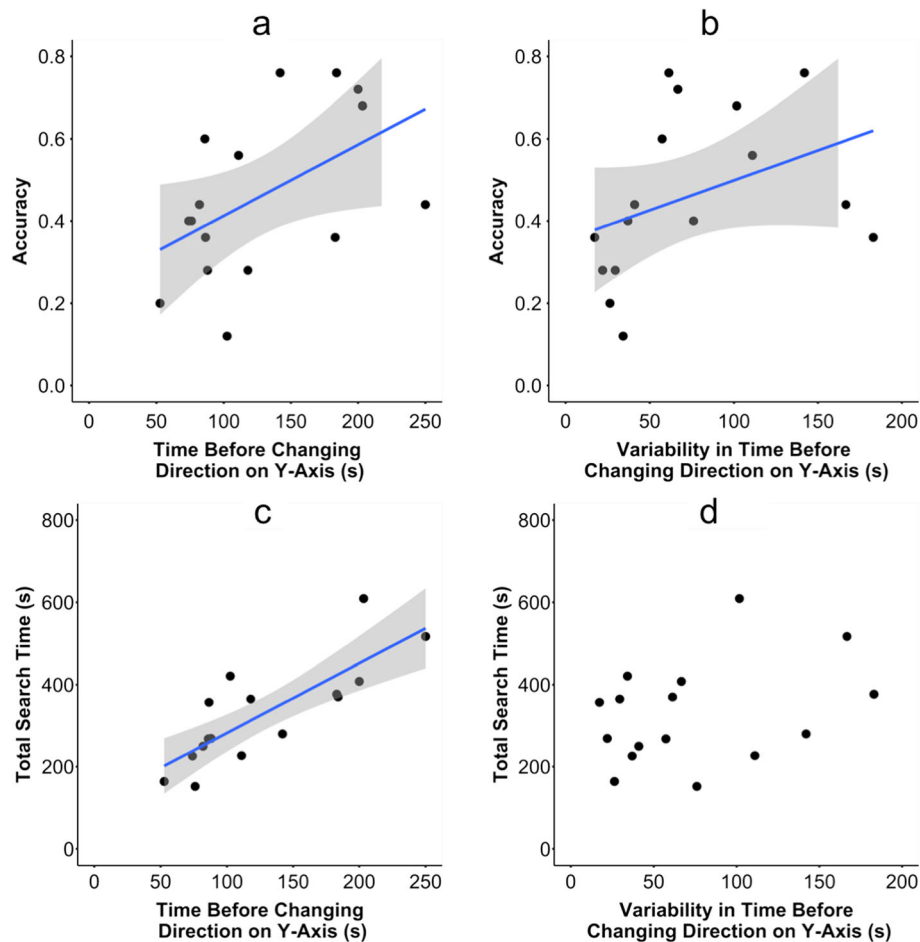 a
0.8
0.6
0.4
0.2
0.0
Accuracy
0 50 100 150 200 250
Time Before Changing
Direction on Y-Axis (s)
b
0.8
0.6
0.4
0.2
0.0
Accuracy
0 50 100 150 200
Variability in Time Before
Changing Direction on Y-Axis (s)
c
800
600
400
200
0
Total Search Time (s)
0 50 100 150 200 250
Time Before Changing
Direction on Y-Axis (s)
d
800
600
400
200
0
Total Search Time (s)
0 50 100 150 200
Variability in Time Before
Changing Direction on Y-Axis (s)